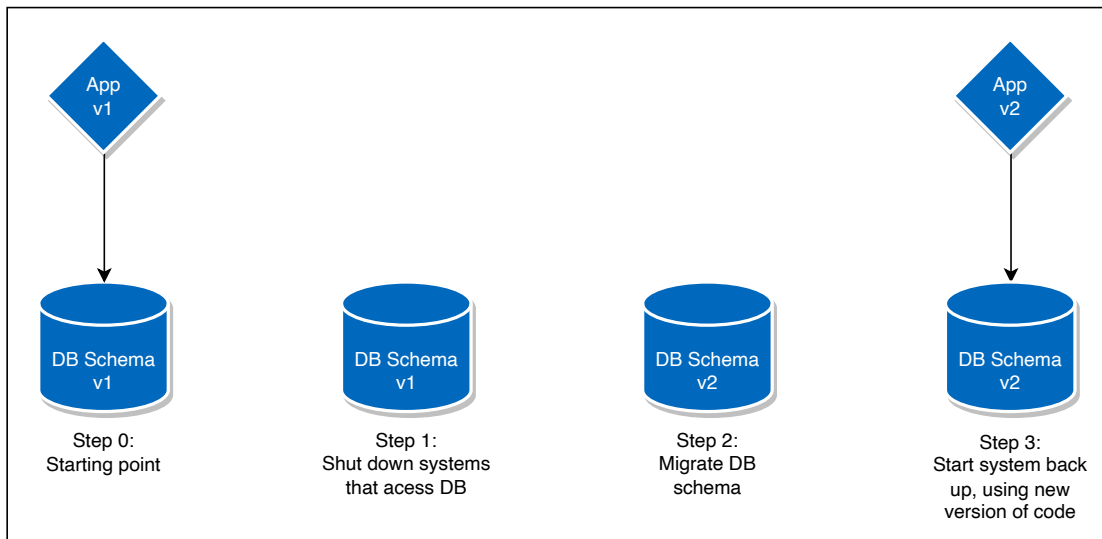 App
v1
App
v2
DB Schema
v1
DB Schema
v1
DB Schema
v2
DB Schema
v2
Step 0:
Starting point
Step 1:
Shut down systems
that acess DB
Step 2:
Migrate DB
schema
Step 3:
Start system back
up, using new
version of code